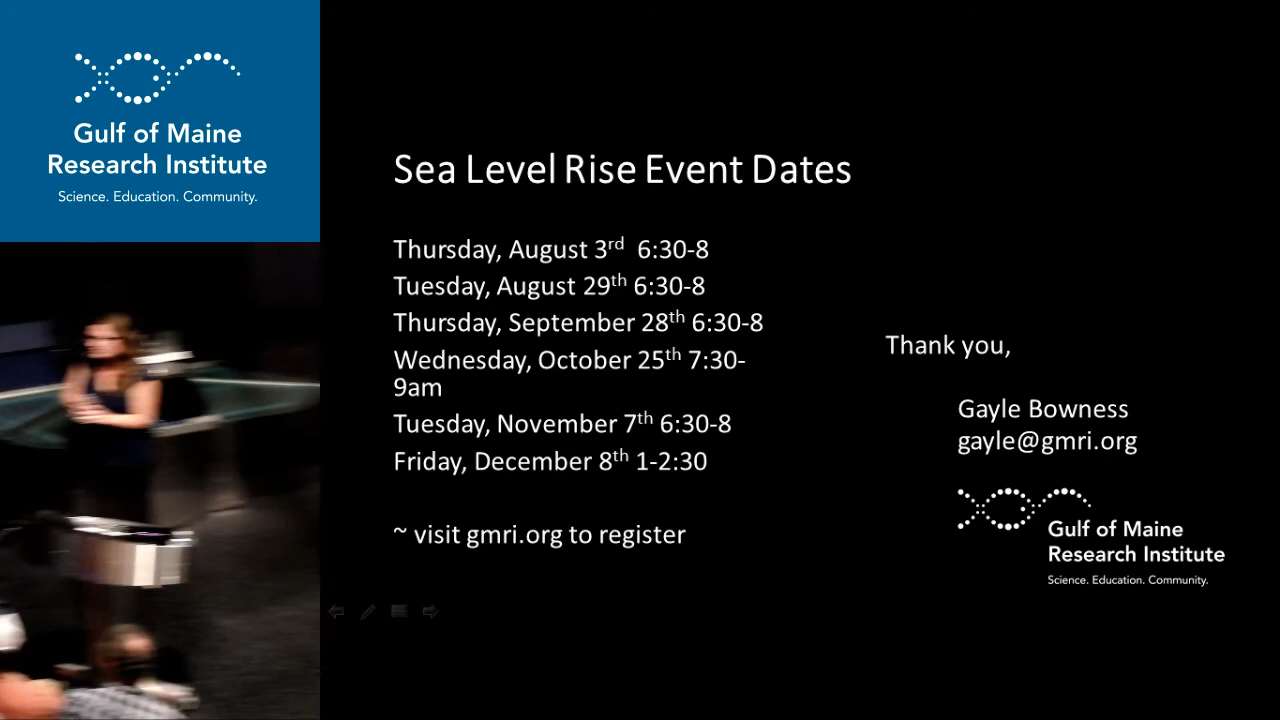 Gulf of Maine
Research Institute
Science. Education. Community.
Sea Level Rise Event Dates
Thursday, August 3rd 6:30-8
Tuesday, August 29th 6:30-8
Thursday, September 28th 6:30-8
Wednesday, October 25th 7:30-
9am
Tuesday, November 7th 6:30-8
Friday, December 8th 1-2:30
~ visit gmri.org to register
Thank you,
Gayle Bowness
gayle@gmri.org
Gulf of Maine
Research Institute
Science. Education. Community.